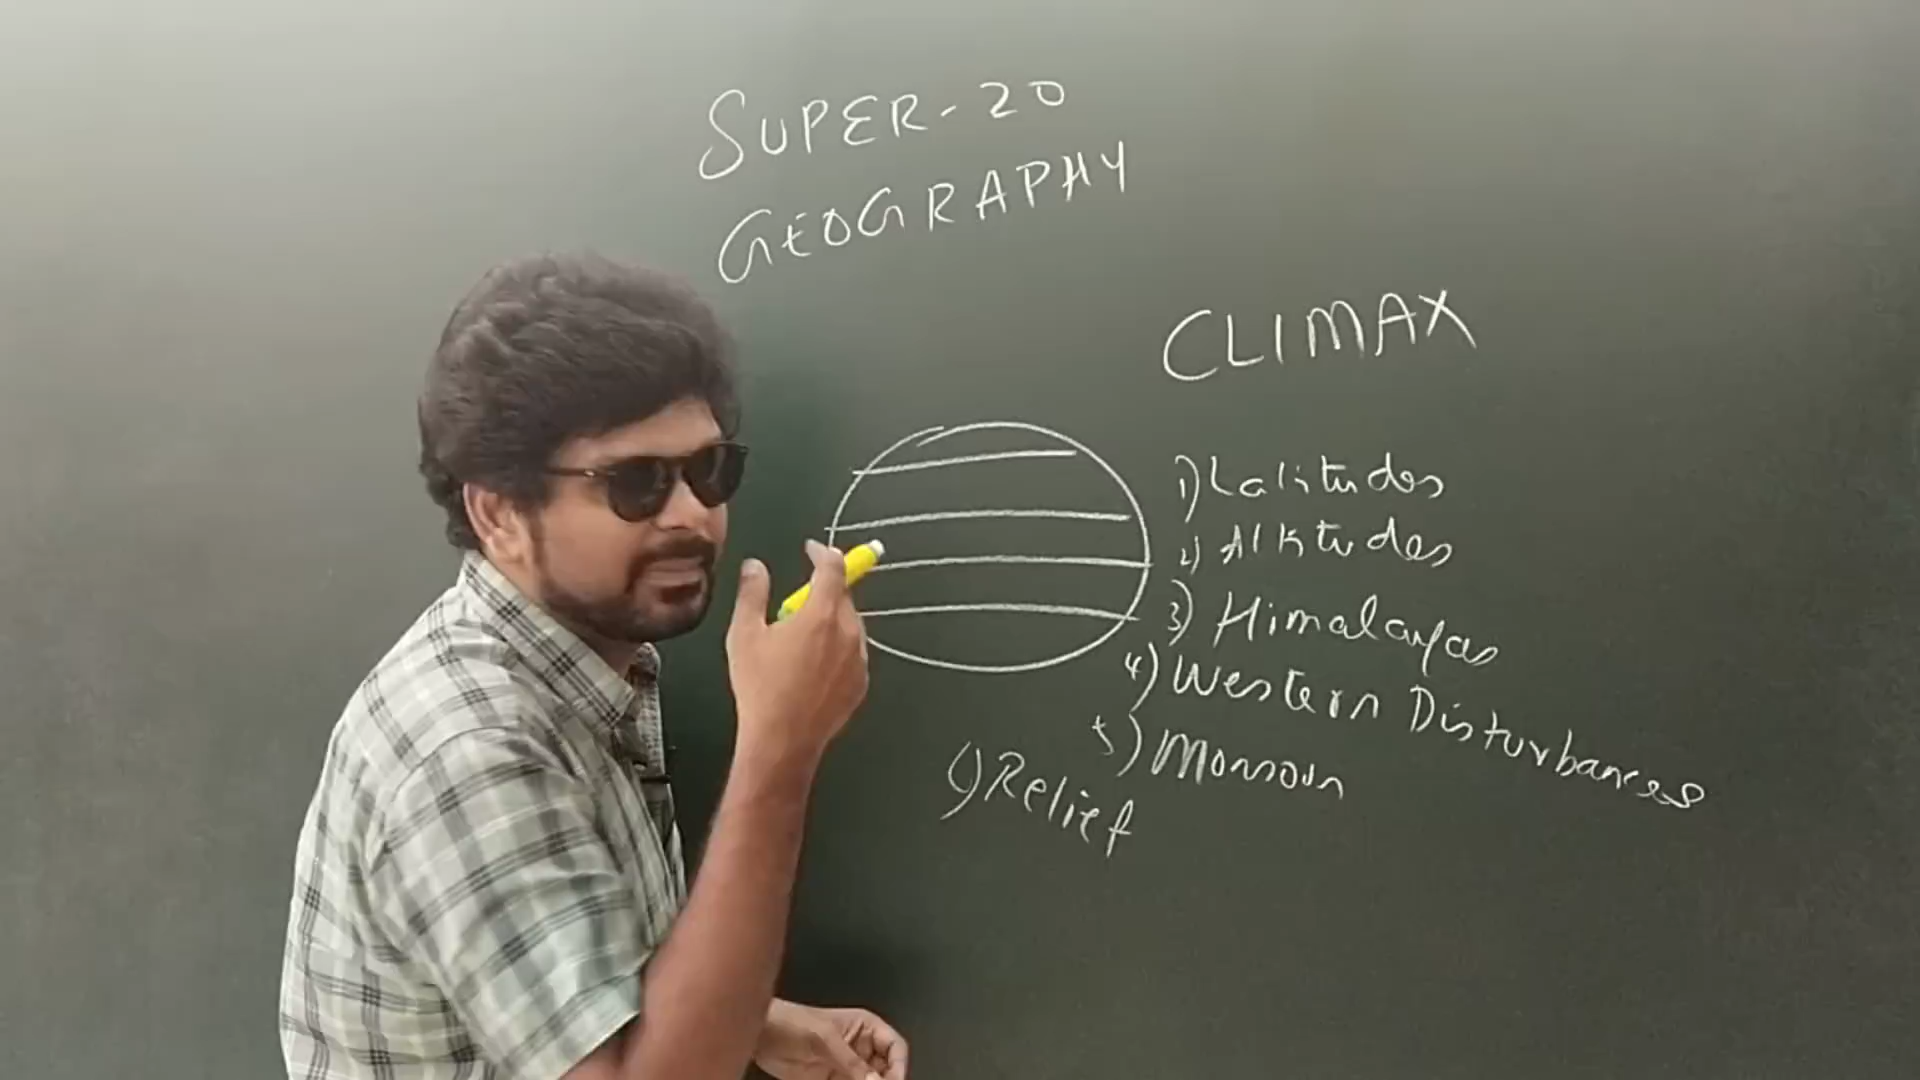 SUPER-20
GEOGRAPHY
CLIMAX
1) Latitudes
2) Altitudes
3) Himalayas
4) Western Disturbances
5) Monsoon
6) Relief